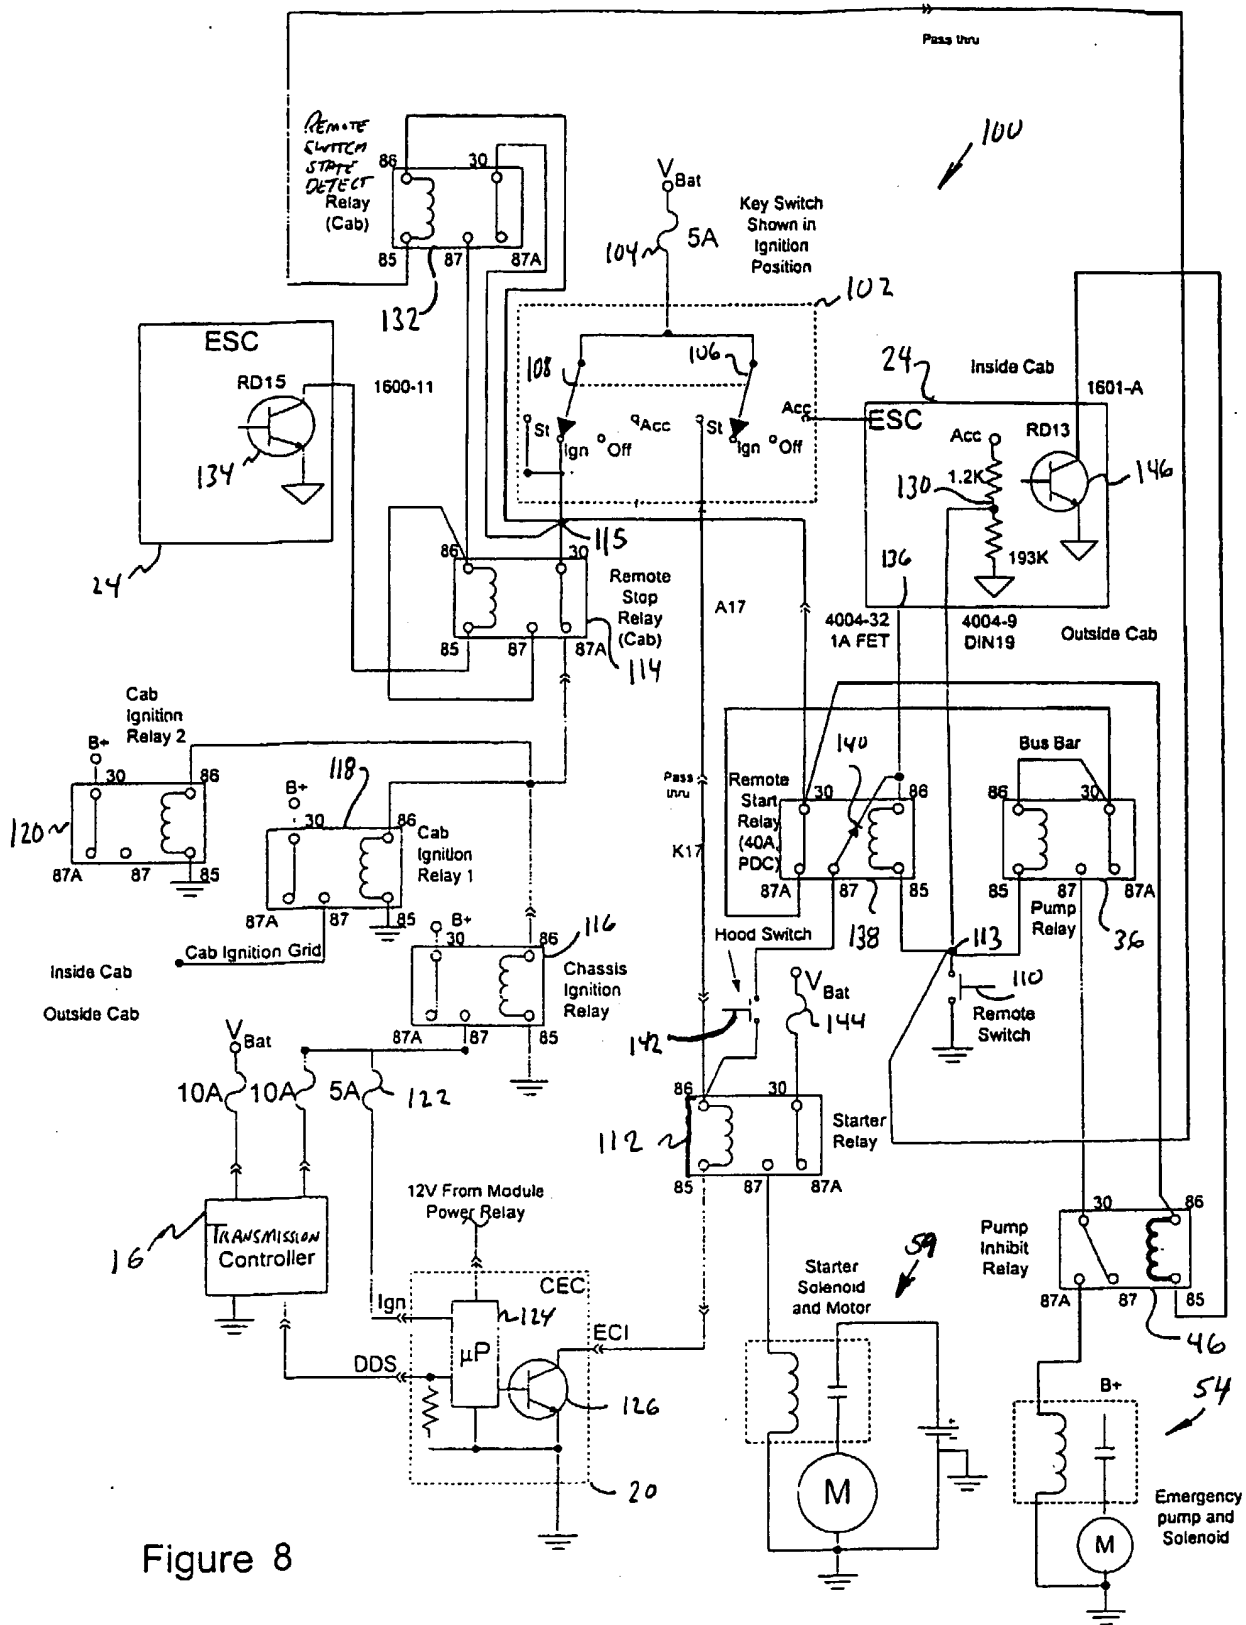 Pass thru
REMOTE
SWITCH
STATE
DETECT
Relay
(Cab)
86
30
85
87
87A
132
100
V Bat
5A
104
Key Switch
Shown in
Ignition
Position
102
108
106
St
Ign
Off
Acc
St
Ign
Off
Acc
ESC
RD15
134
24
1600-11
24
Inside Cab
1601-A
ESC
Acc
RD13
1.2K
130
146
193K
136
4004-32
1A FET
4004-9
DIN19
Outside Cab
115
86
30
Remote
Stop
Relay
(Cab)
85
87
87A
114
A17
Cab
Ignition
Relay 2
B+
30
86
120
87A
87
85
B+
118
30
86
Cab
Ignition
Relay 1
87A
87
85
Cab Ignition Grid
Inside Cab
Outside Cab
B+
30
86
116
Chassis
Ignition
Relay
87A
87
85
Pass
thru
K17
Remote
Start
Relay
(40A,
PDC)
140
30
86
87A
87
85
138
Bus Bar
30
86
85
87
87A
Pump
Relay
36
Hood Switch
142
V Bat
144
113
110
Remote
Switch
V Bat
10A
10A
5A
122
86
30
112
Starter
Relay
85
87
87A
16
TRANSMISSION
Controller
12V From Module
Power Relay
CEC
Ign
124
µP
DDS
ECI
126
20
59
Starter
Solenoid
and Motor
M
+
30
86
Pump
Inhibit
Relay
87A
87
85
46
B+
54
M
Emergency
pump and
Solenoid
Figure 8